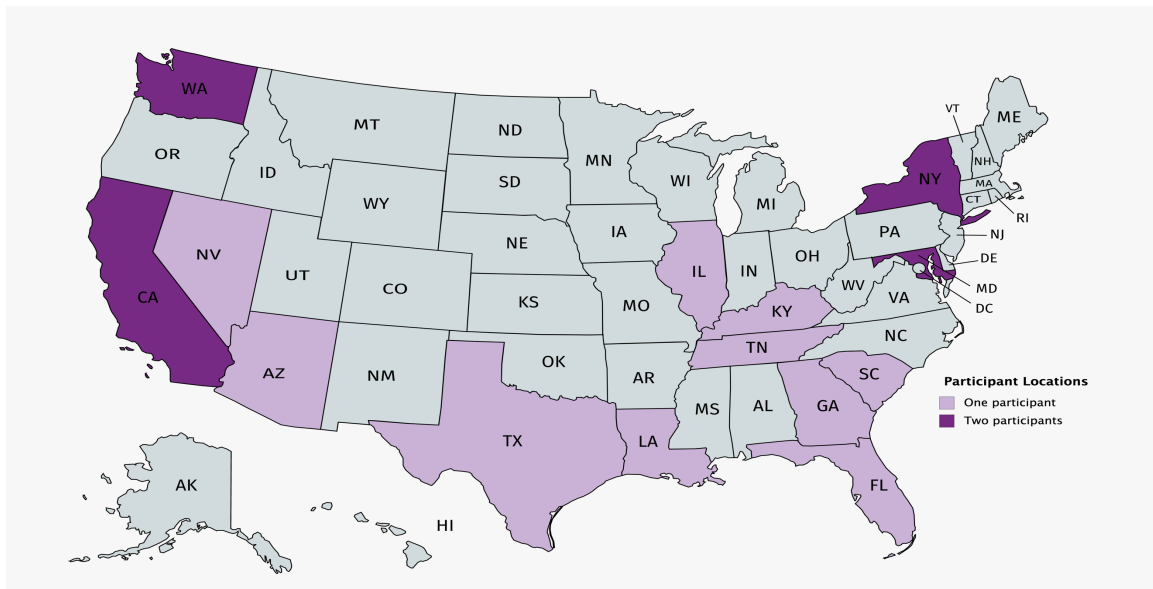 WA
MT
ND
MN
VT
ME
OR
ID
SD
WI
NH
NY
MA
WY
MI
CT
RI
IA
PA
NJ
NE
NV
UT
CO
IL
IN
OH
DE
CA
KS
MO
WV
VA
MD
DC
KY
NC
TN
AZ
NM
OK
AR
SC
Participant Locations
One participant
Two participants
MS
AL
GA
TX
LA
AK
FL
HI